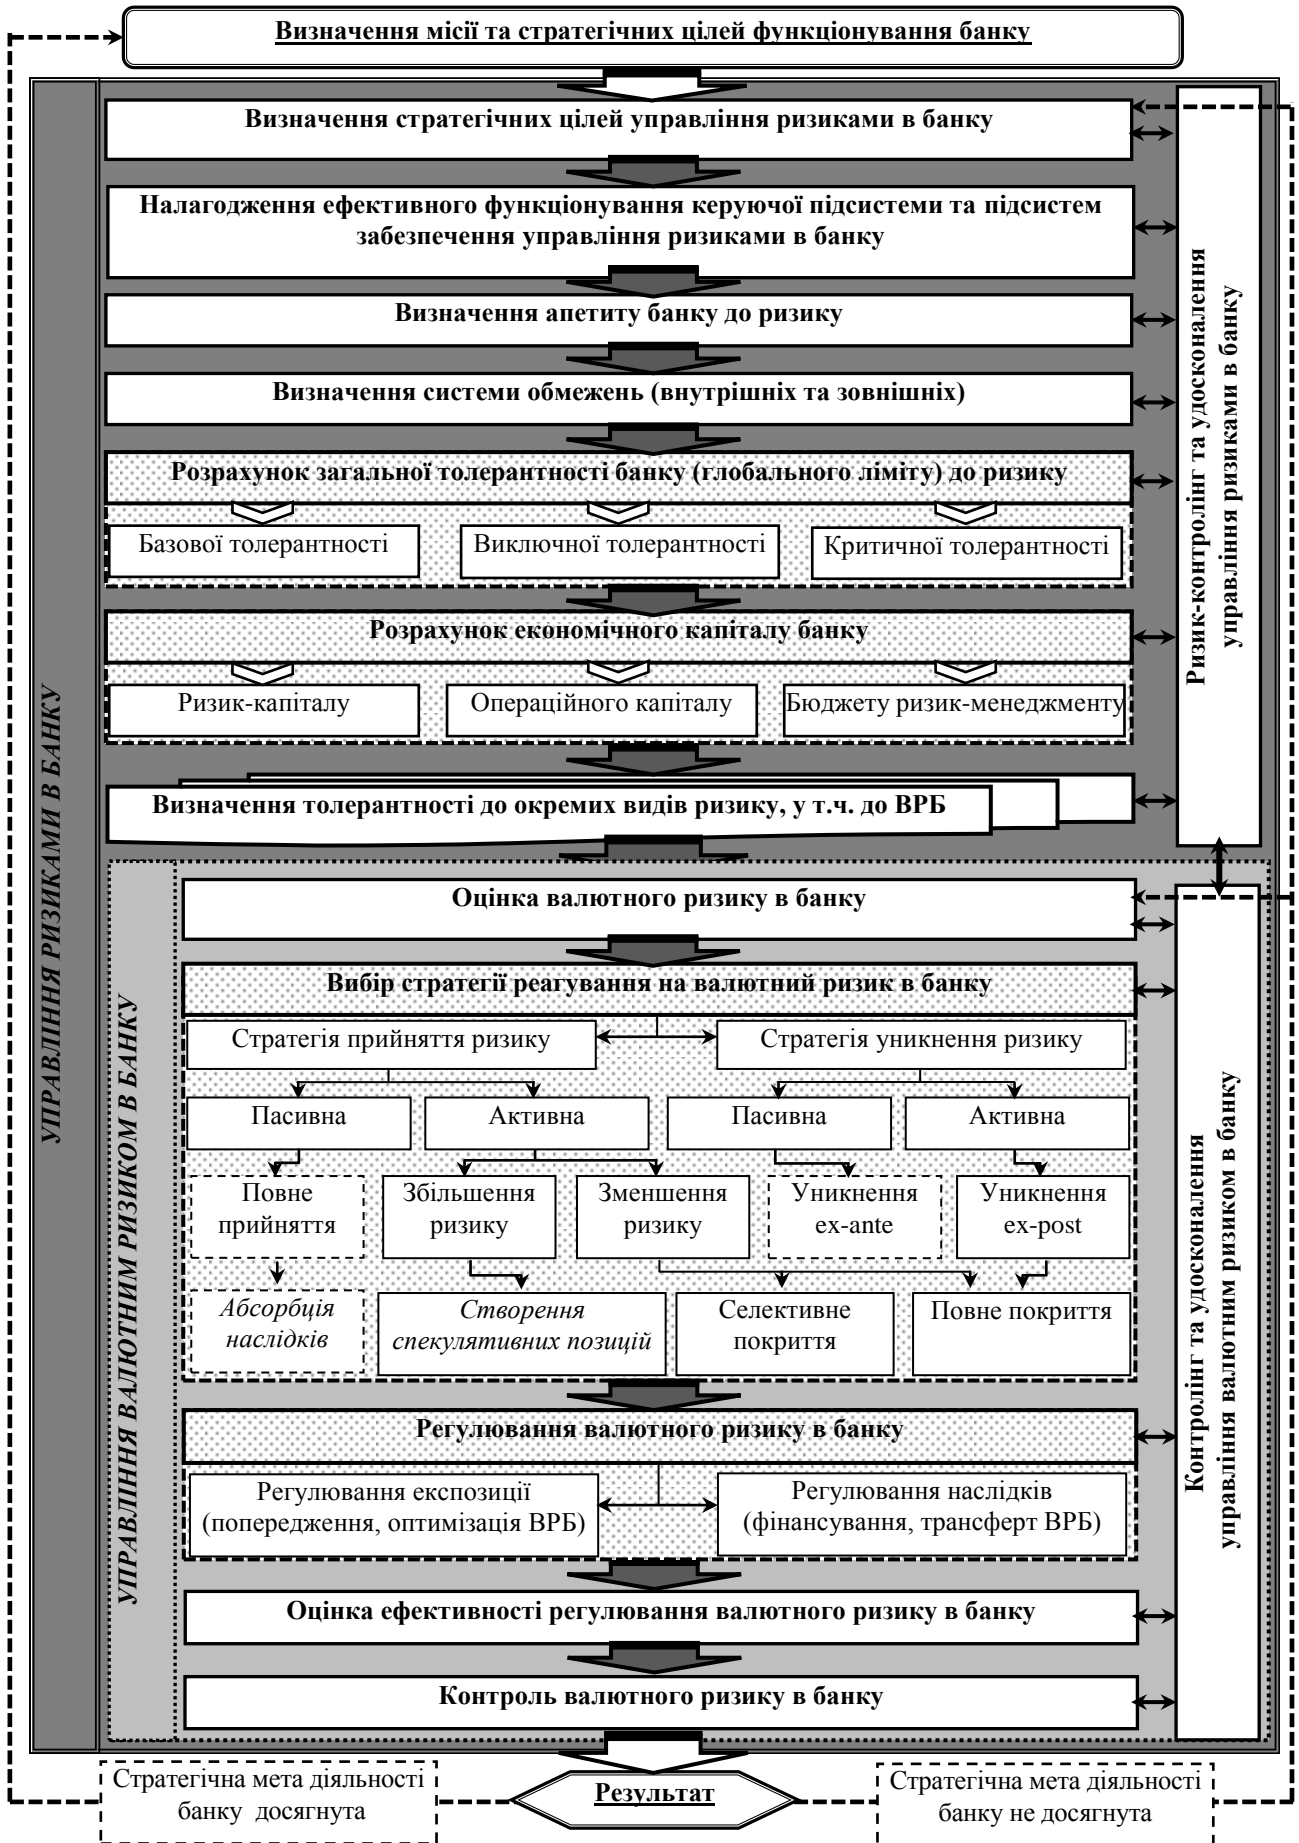 Визначення місії та стратегічних цілей функціонування банку
Визначення стратегічних цілей управління ризиками в банку
Налагодження ефективного функціонування керуючої підсистеми та підсистем
забезпечення управління ризиками в банку
Визначення апетиту банку до ризику
Визначення системи обмежень (внутрішніх та зовнішніх)
Розрахунок загальної толерантності банку (глобального ліміту) до ризику
Базової толерантності
Виключної толерантності
Критичної толерантності
Розрахунок економічного капіталу банку
Ризик-капіталу
Операційного капіталу
Бюджету ризик-менеджменту
Визначення толерантності до окремих видів ризику, у т.ч. до ВРБ
Ризик-контролінг та удосконалення
управління ризиками в банку
УПРАВЛІННЯ РИЗИКАМИ В БАНКУ
УПРАВЛІННЯ ВАЛЮТНИМ РИЗИКОМ В БАНКУ
Оцінка валютного ризику в банку
Вибір стратегії реагування на валютний ризик в банку
Стратегія прийняття ризику
Стратегія уникнення ризику
Пасивна
Активна
Пасивна
Активна
Повне
прийняття
Збільшення
ризику
Зменшення
ризику
Уникнення
ex-ante
Уникнення
ex-post
Абсорбція
наслідків
Створення
спекулятивних позицій
Селективне
покриття
Повне покриття
Регулювання валютного ризику в банку
Регулювання експозиції
(попередження, оптимізація ВРБ)
Регулювання наслідків
(фінансування, трансферт ВРБ)
Оцінка ефективності регулювання валютного ризику в банку
Контроль валютного ризику в банку
Контролінг та удосконалення
управління валютним ризиком в банку
Стратегічна мета діяльності
банку досягнута
Результат
Стратегічна мета діяльності
банку не досягнута